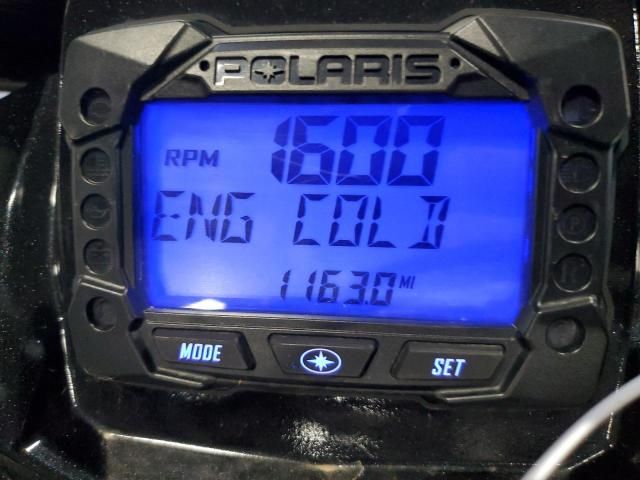 POLARIS
RPM 1600
ENG COLD
1163.0 MI
MODE SET